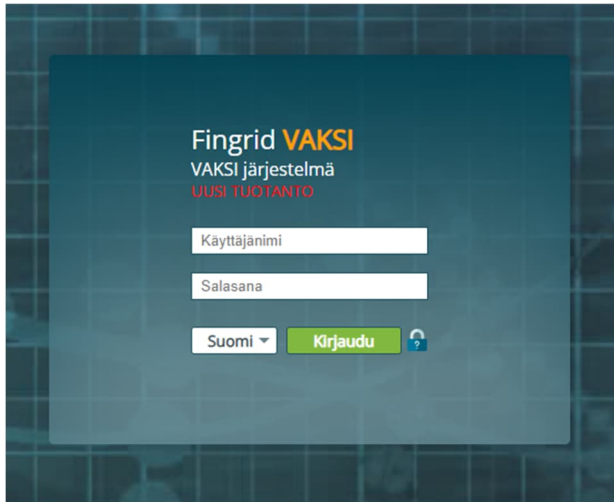 Fingrid VAKSI
VAKSI järjestelmä
UUSI TUOTANTO
Käyttäjänimi
Salasana
Suomi Kirjaudu ?